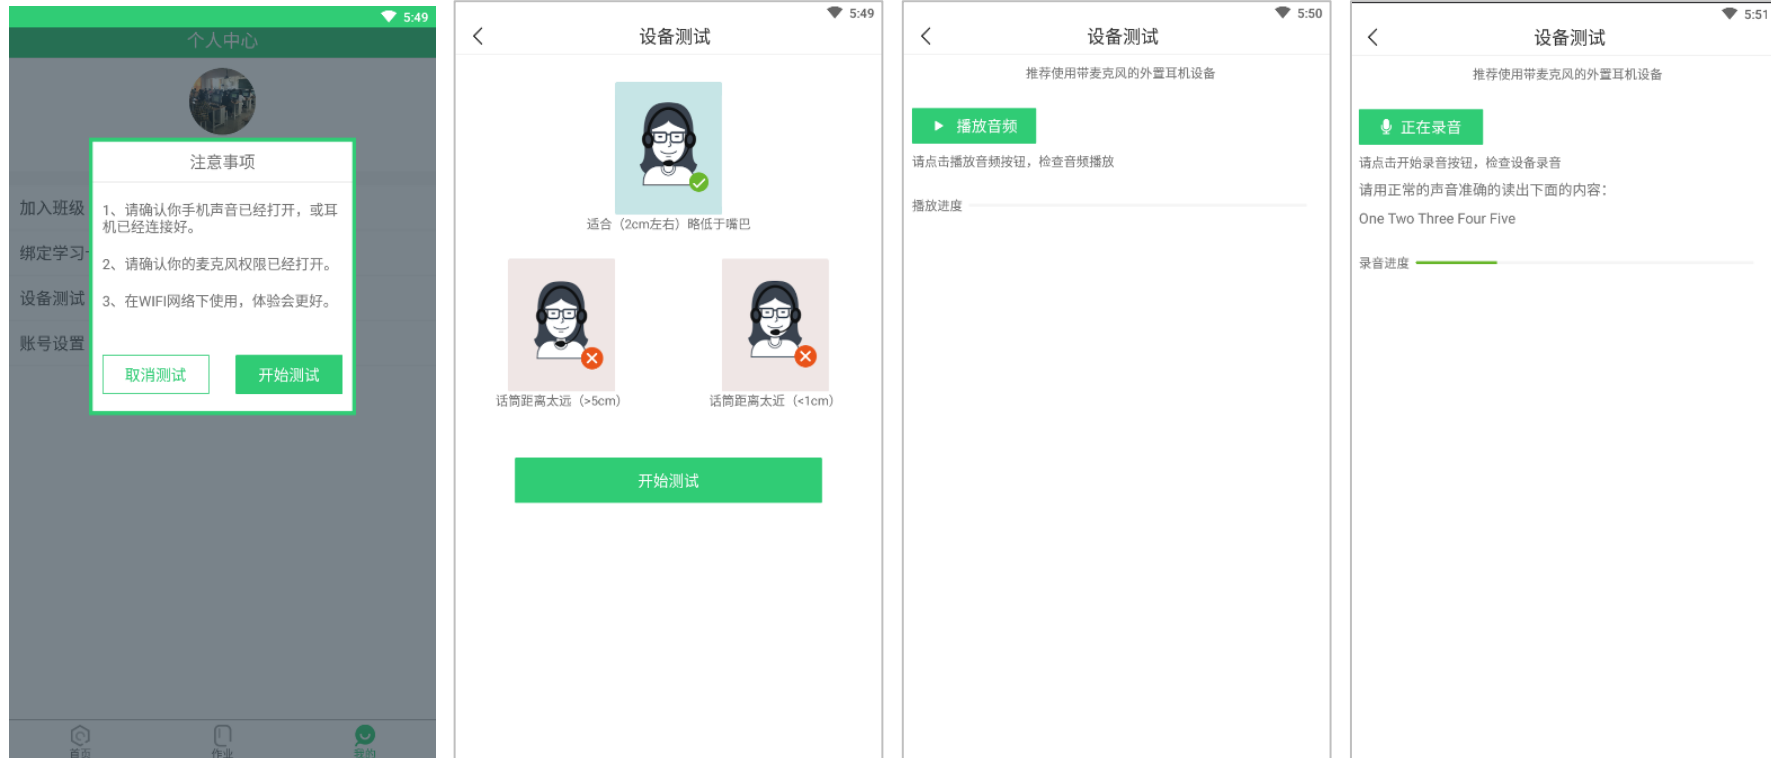 5:49
个人中心
注意事项
加入班级
1、请确认你手机声音已经打开，或耳
机已经连接好。
绑定学习
2、请确认你的麦克风权限已经打开。
设备测试
3、在WIFI网络下使用，体验会更好。
账号设置
取消测试
开始测试
首页
作业
我的
5:49
设备测试
适合（2cm左右）略低于嘴巴
话筒距离太远（>5cm）
话筒距离太近（<1cm）
开始测试
5:50
设备测试
推荐使用带麦克风的外置耳机设备
播放音频
请点击播放音频按钮，检查音频播放
播放进度
5:51
设备测试
推荐使用带麦克风的外置耳机设备
正在录音
请点击开始录音按钮，检查设备录音
请用正常的声音准确的读出下面的内容：
One Two Three Four Five
录音进度